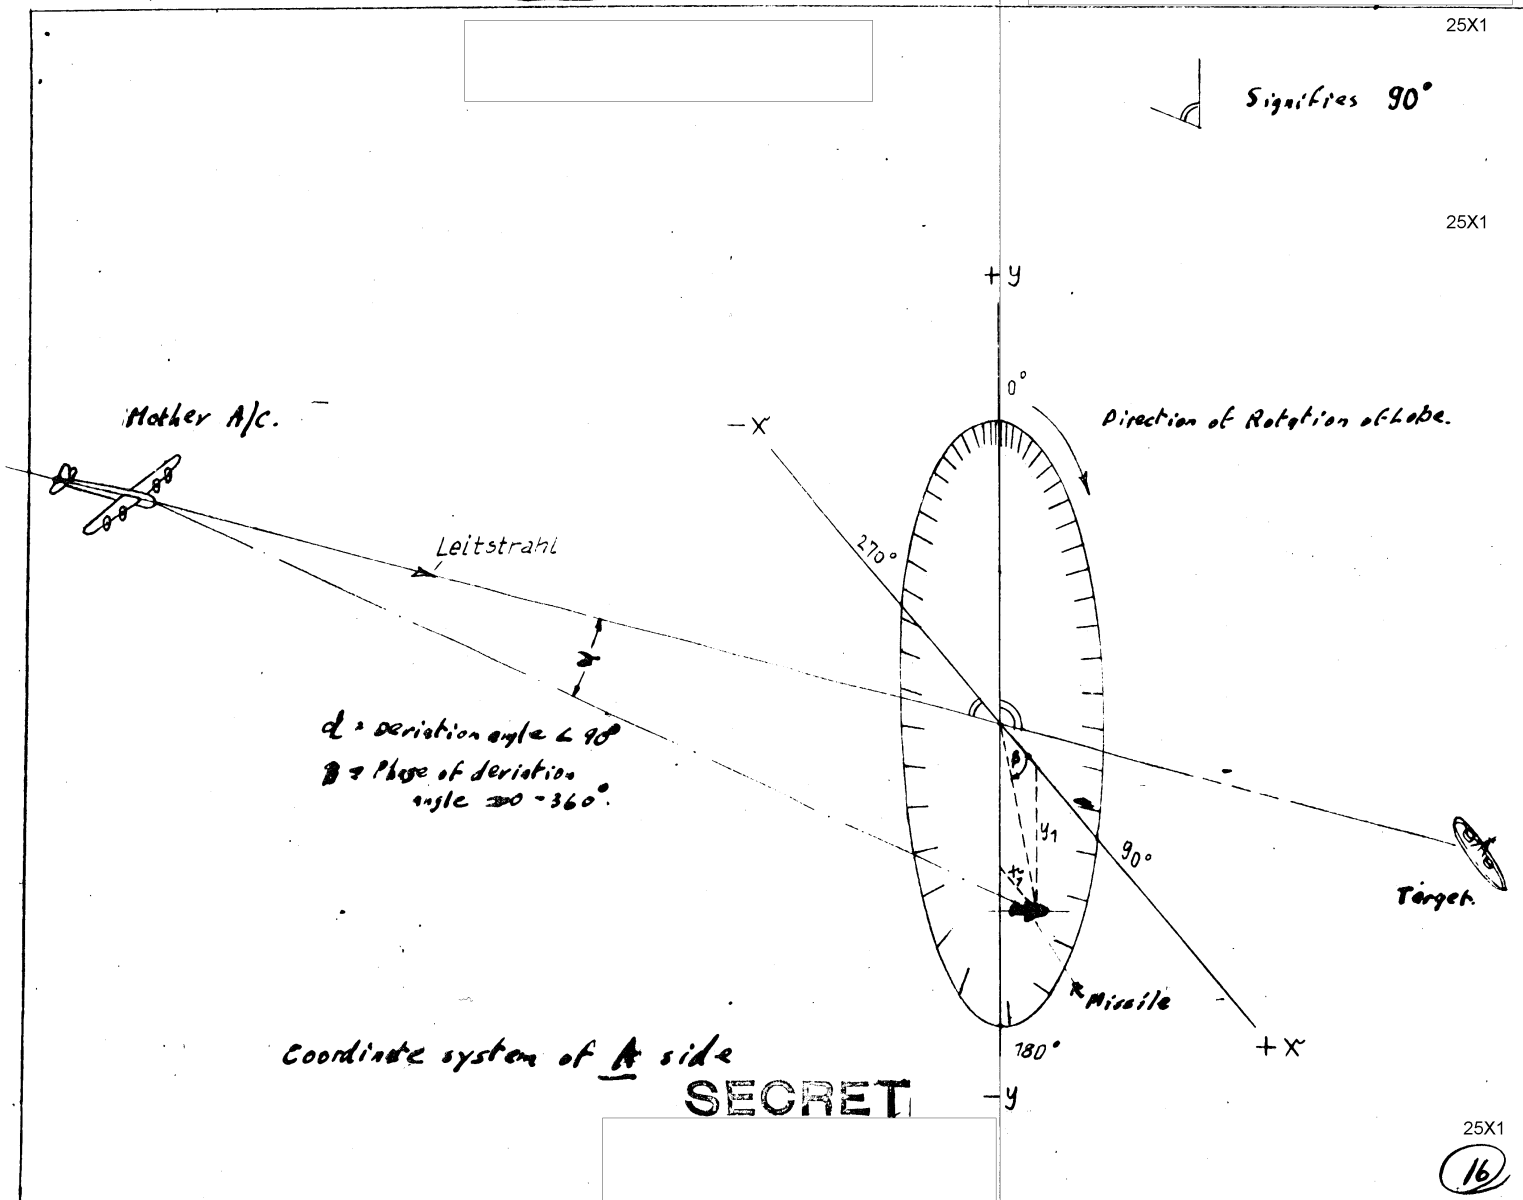 25X1
Signifies 90°
25X1
+y
0°
Mother A/C.
-x
Direction of Rotation of Lobe.
270°
Leitstrahl
α
α = Deviation angle < 90°
β = Phase of deviation
angle = 0 - 360°.
β
y1
90°
x1
Target.
Missile
180°
+x
Coordinate system of A side
SECRET
-y
25X1
16